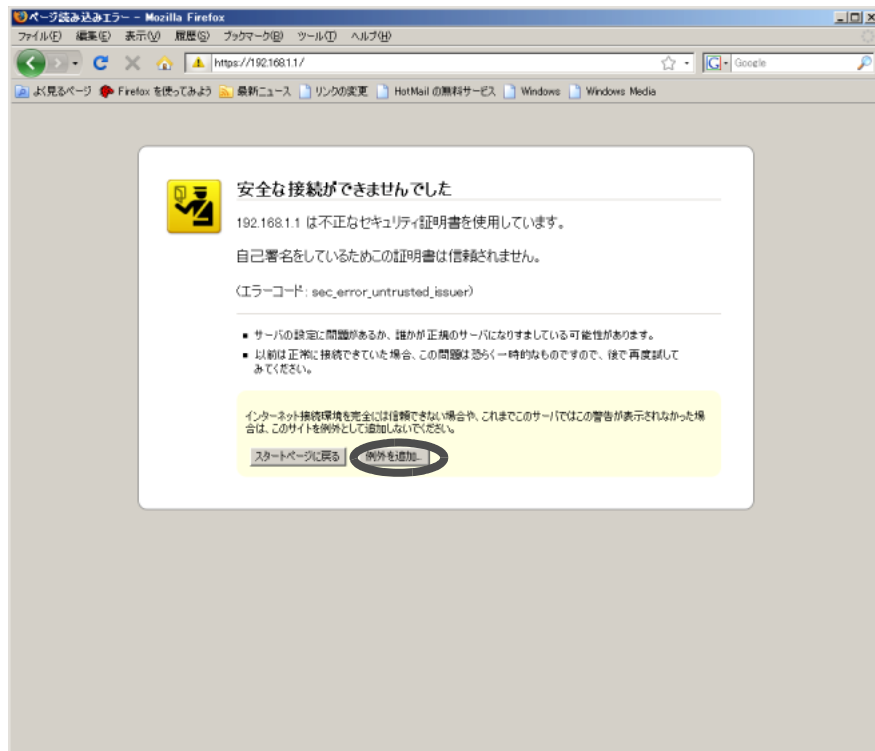 ページ読み込みエラー - Mozilla Firefox
ファイル(F) 編集(E) 表示(V) 履歴(S) ブックマーク(B) ツール(T) ヘルプ(H)
https://192.168.1.1/
Google
よく見るページ Firefox を使ってみよう 最新ニュース リンクの変更 HotMail の無料サービス Windows Windows Media
安全な接続ができませんでした
192.168.1.1 は不正なセキュリティ証明書を使用しています。
自己署名をしているためこの証明書は信頼されません。
(エラーコード: sec_error_untrusted_issuer)
サーバの設定に問題があるか、誰かが正規のサーバになりすましている可能性があります。
以前は正常に接続できていた場合、この問題は恐らく一時的なものですので、後で再度試して
みてください。
インターネット接続環境を完全には信頼できない場合や、これまでこのサーバではこの警告が表示されなかった場
合は、このサイトを例外として追加しないでください。
スタートページに戻る 例外を追加...